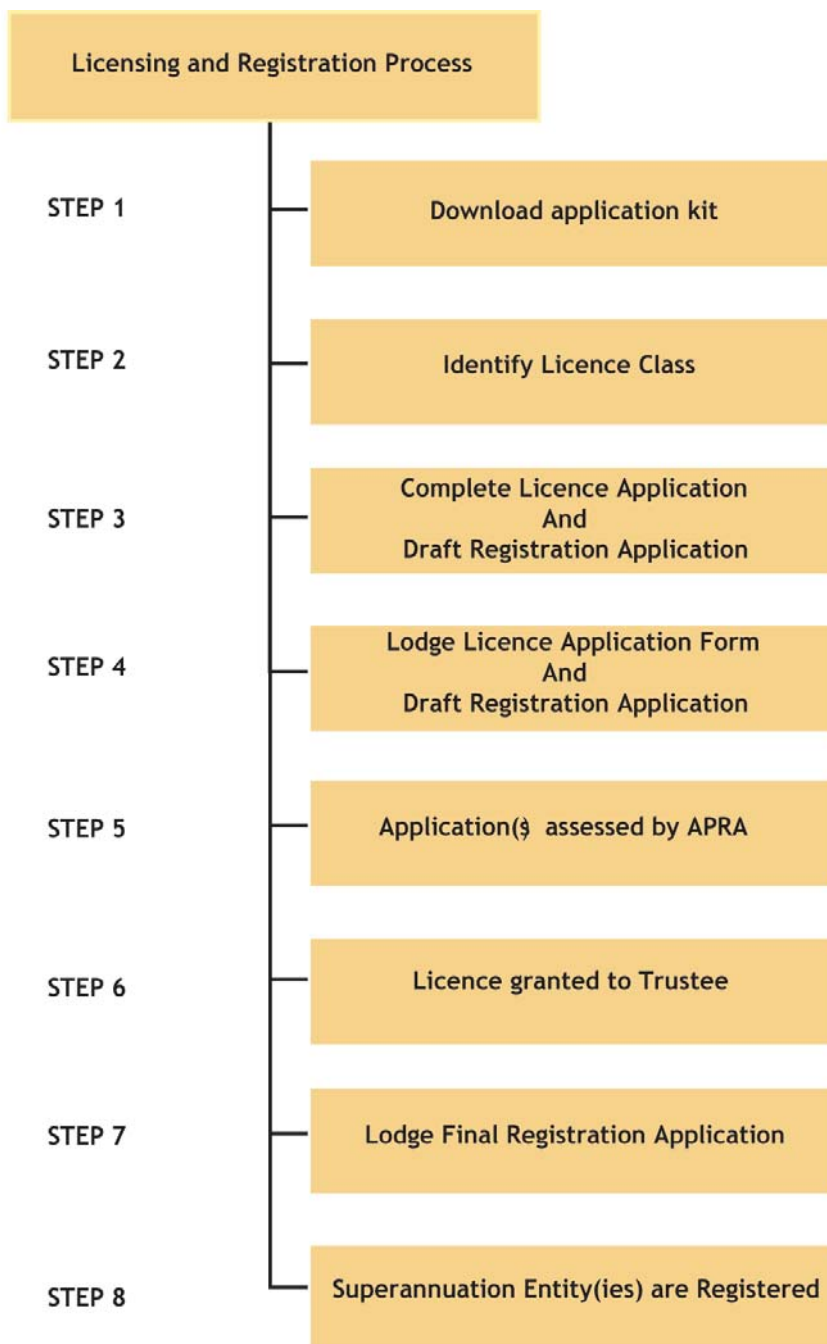 Licensing and Registration Process
STEP 1
Download application kit
STEP 2
Identify Licence Class
STEP 3
Complete Licence Application
And
Draft Registration Application
STEP 4
Lodge Licence Application Form
And
Draft Registration Application
STEP 5
Application(s) assessed by APRA
STEP 6
Licence granted to Trustee
STEP 7
Lodge Final Registration Application
STEP 8
Superannuation Entity(ies) are Registered